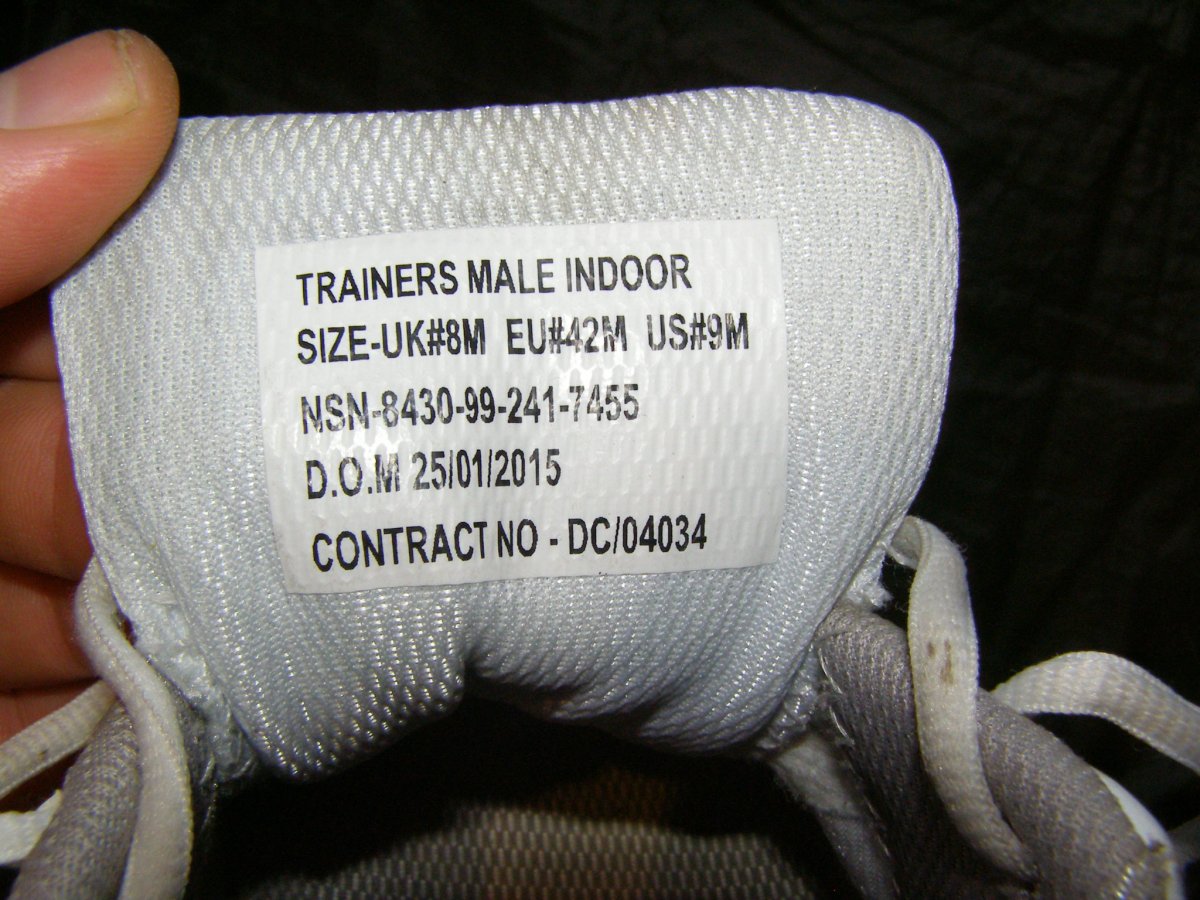 TRAINERS MALE INDOOR
SIZE-UK#8M EU#42M US#9M
NSN-8430-99-241-7455
D.O.M 25/01/2015
CONTRACT NO - DC/04034